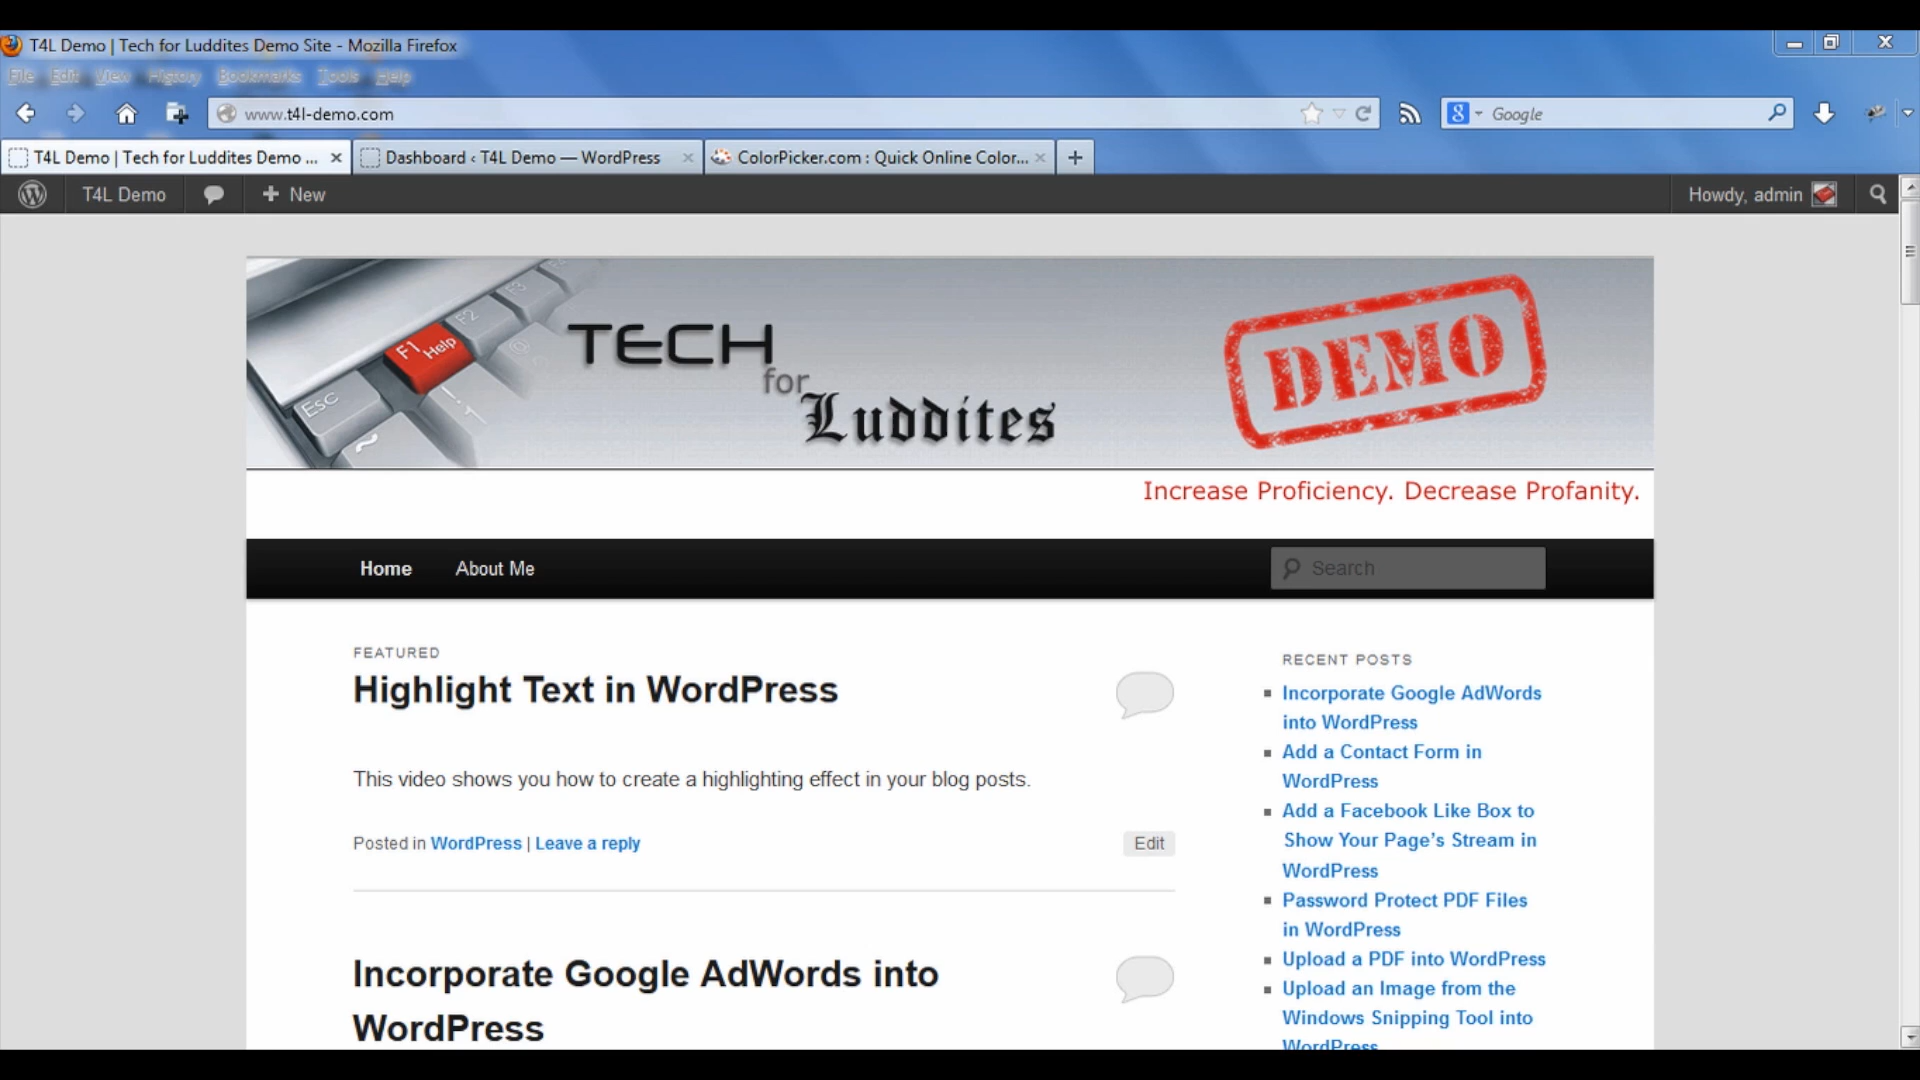 T4L Demo | Tech for Luddites Demo Site - Mozilla Firefox
File Edit View History Bookmarks Tools Help
www.t4l-demo.com
Google
T4L Demo | Tech for Luddites Demo ...
Dashboard ‹ T4L Demo — WordPress
ColorPicker.com : Quick Online Color...
T4L Demo
New
Howdy, admin
F1 Help
F2
F3
Esc
TECH
for
Luddites
DEMO
Increase Proficiency. Decrease Profanity.
Home
About Me
Search
FEATURED
Highlight Text in WordPress
This video shows you how to create a highlighting effect in your blog posts.
Posted in WordPress | Leave a reply
Edit
Incorporate Google AdWords into
WordPress
RECENT POSTS
Incorporate Google AdWords
into WordPress
Add a Contact Form in
WordPress
Add a Facebook Like Box to
Show Your Page’s Stream in
WordPress
Password Protect PDF Files
in WordPress
Upload a PDF into WordPress
Upload an Image from the
Windows Snipping Tool into
WordPress